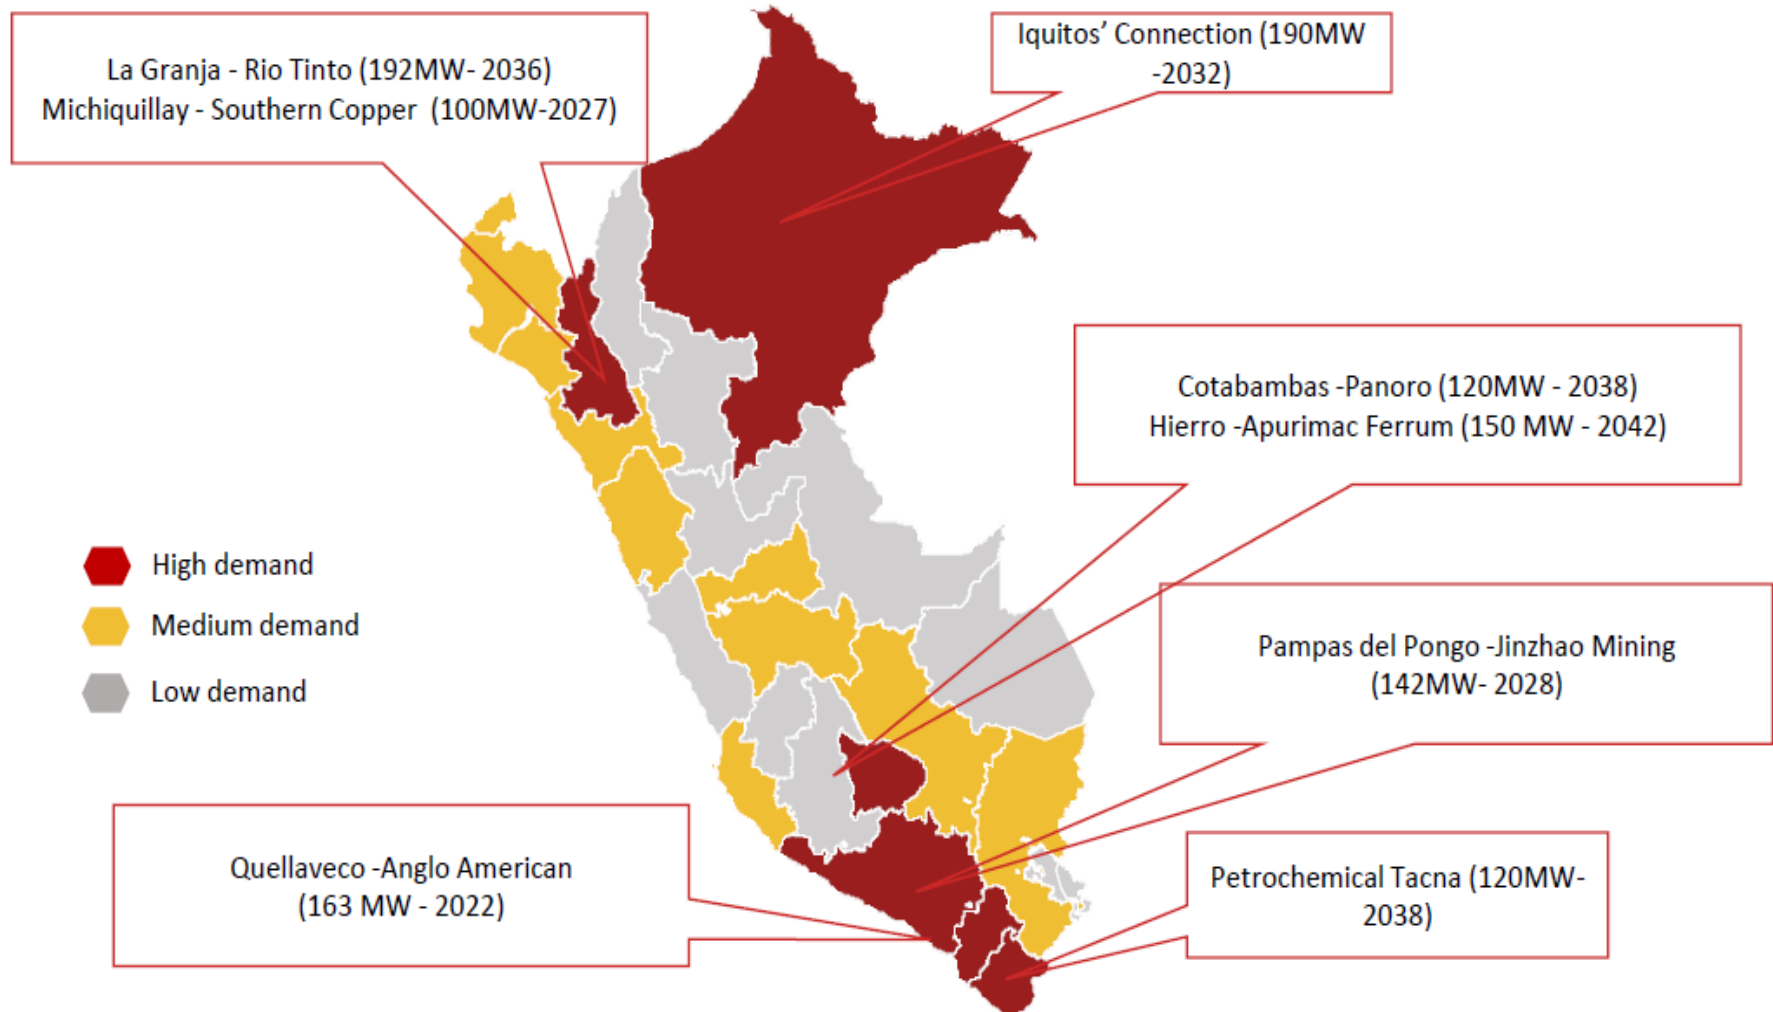 La Granja - Rio Tinto (192MW- 2036)
Michiquillay - Southern Copper (100MW-2027)
Iquitos’ Connection (190MW
-2032)
Cotabambas -Panoro (120MW - 2038)
Hierro -Apurimac Ferrum (150 MW - 2042)
High demand
Medium demand
Low demand
Pampas del Pongo -Jinzhao Mining
(142MW- 2028)
Quellaveco -Anglo American
(163 MW - 2022)
Petrochemical Tacna (120MW-
2038)